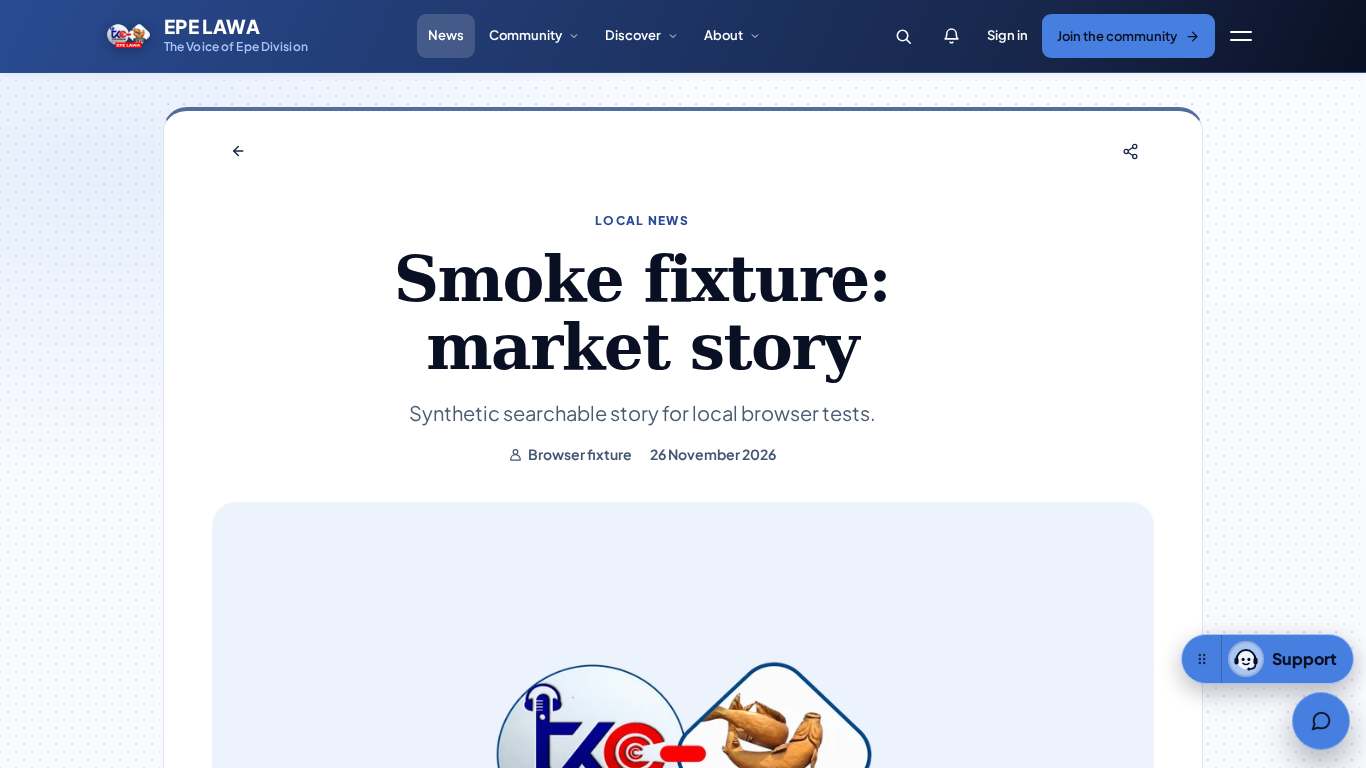 EPE LAWA
The Voice of Epe Division
News
Community
Discover
About
Sign in
Join the community
LOCAL NEWS
Smoke fixture:
market story
Synthetic searchable story for local browser tests.
Browser fixture 26 November 2026
TKC
Support